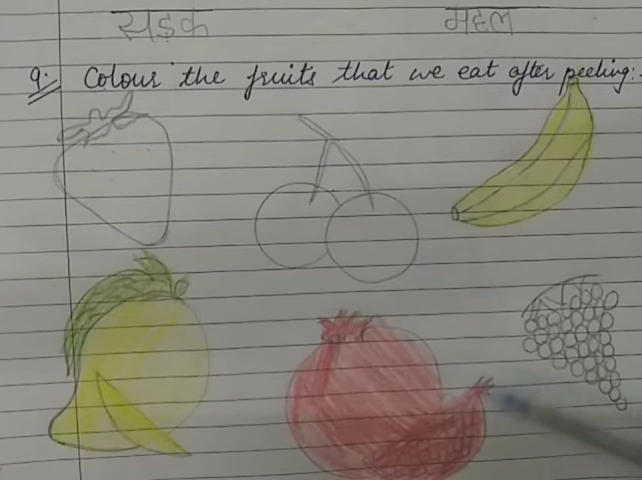 सड़क महल
9. Colour the fruits that we eat after peeling:-